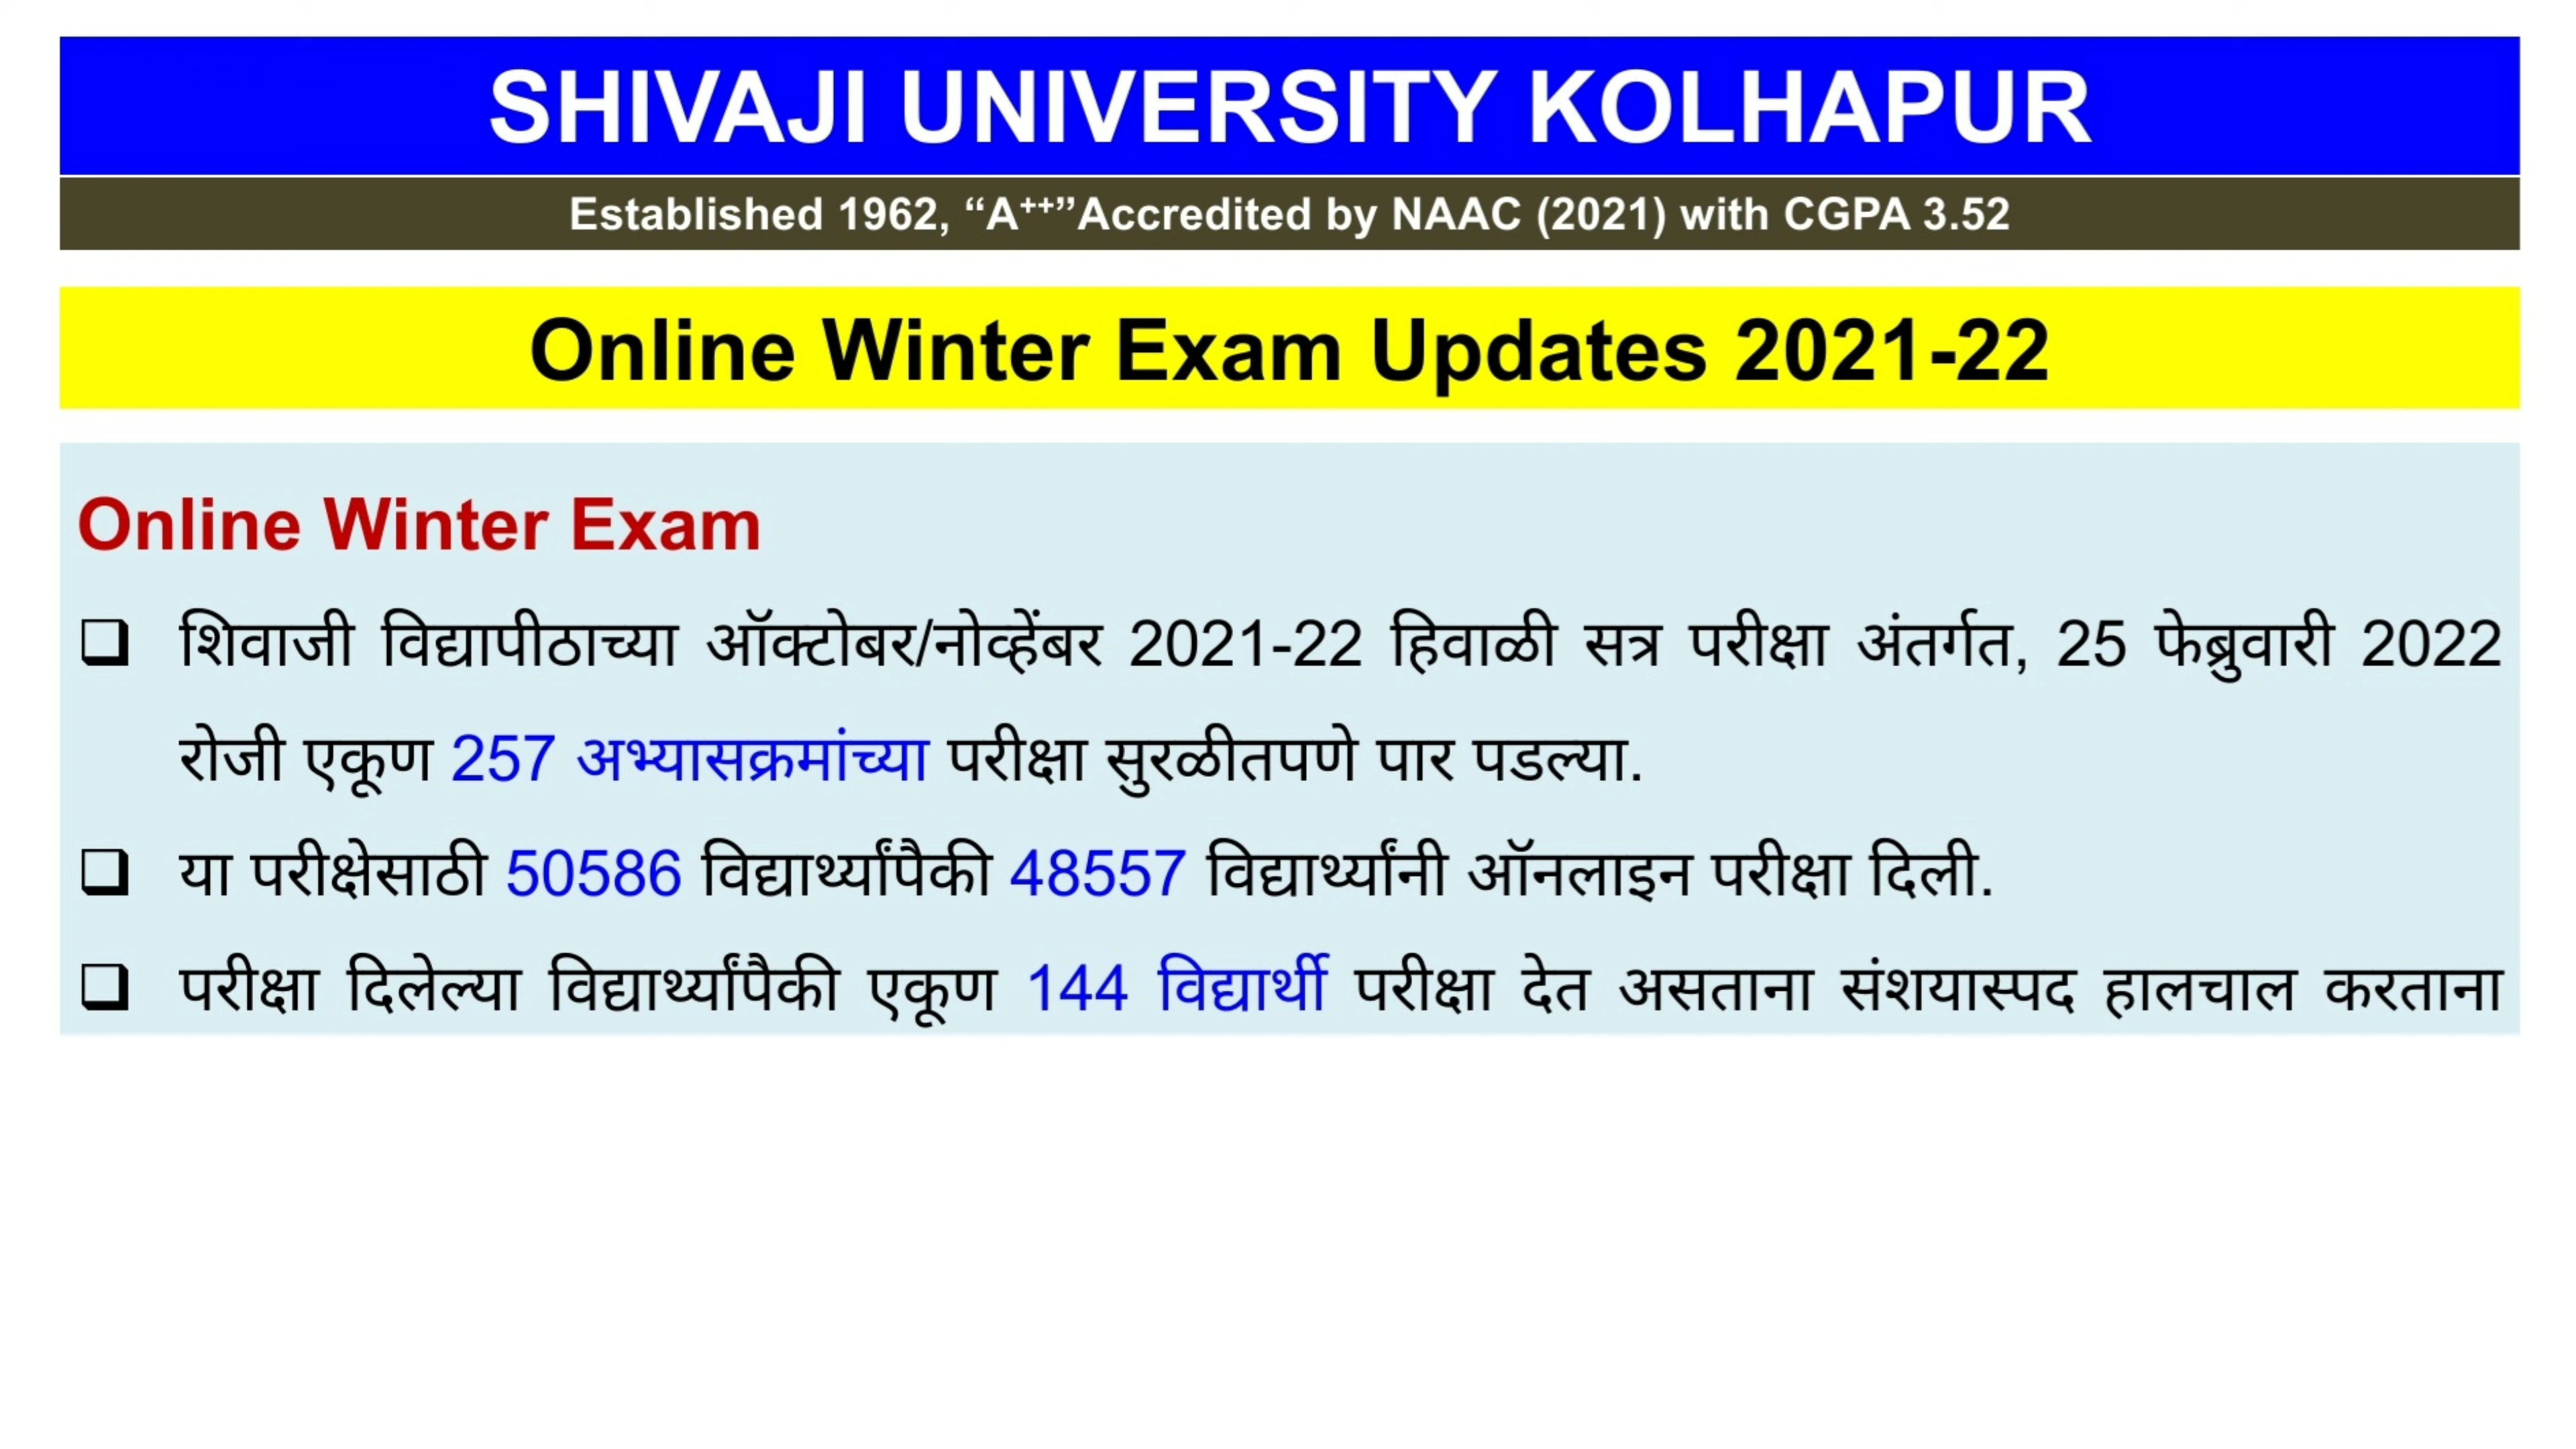 SHIVAJI UNIVERSITY KOLHAPUR
Established 1962, “A++”Accredited by NAAC (2021) with CGPA 3.52
Online Winter Exam Updates 2021-22
Online Winter Exam
❑ शिवाजी विद्यापीठाच्या ऑक्टोबर/नोव्हेंबर 2021-22 हिवाळी सत्र परीक्षा अंतर्गत, 25 फेब्रुवारी 2022
रोजी एकूण 257 अभ्यासक्रमांच्या परीक्षा सुरळीतपणे पार पडल्या.
❑ या परीक्षेसाठी 50586 विद्यार्थ्यांपैकी 48557 विद्यार्थ्यांनी ऑनलाइन परीक्षा दिली.
❑ परीक्षा दिलेल्या विद्यार्थ्यांपैकी एकूण 144 विद्यार्थी परीक्षा देत असताना संशयास्पद हालचाल करताना